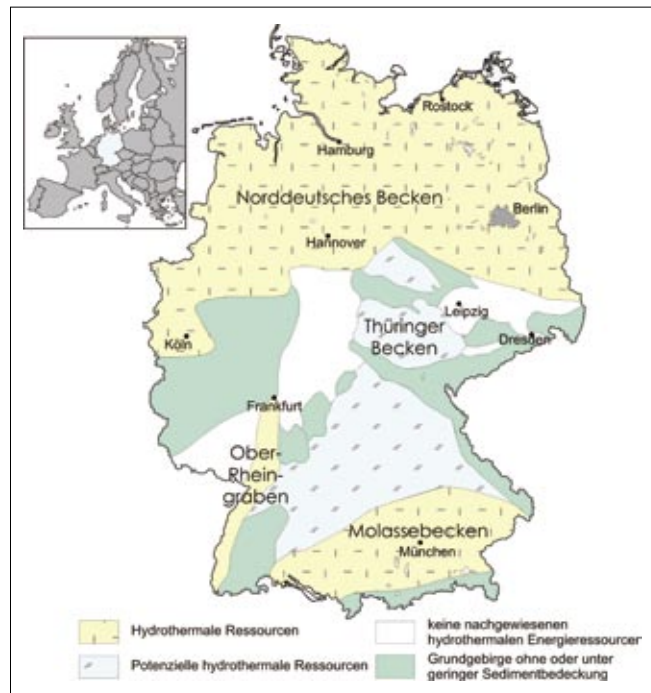 Rostock
Hamburg
Norddeutsches Becken
Berlin
Hannover
Leipzig
Thüringer
Becken
Köln
Dresden
Frankfurt
Ober-
Rhein-
graben
Molassebecken
München
Hydrothermale Ressourcen
Potenzielle hydrothermale Ressourcen
keine nachgewiesenen
hydrothermalen Energieressourcen
Grundgebirge ohne oder unter
geringer Sedimentbedeckung